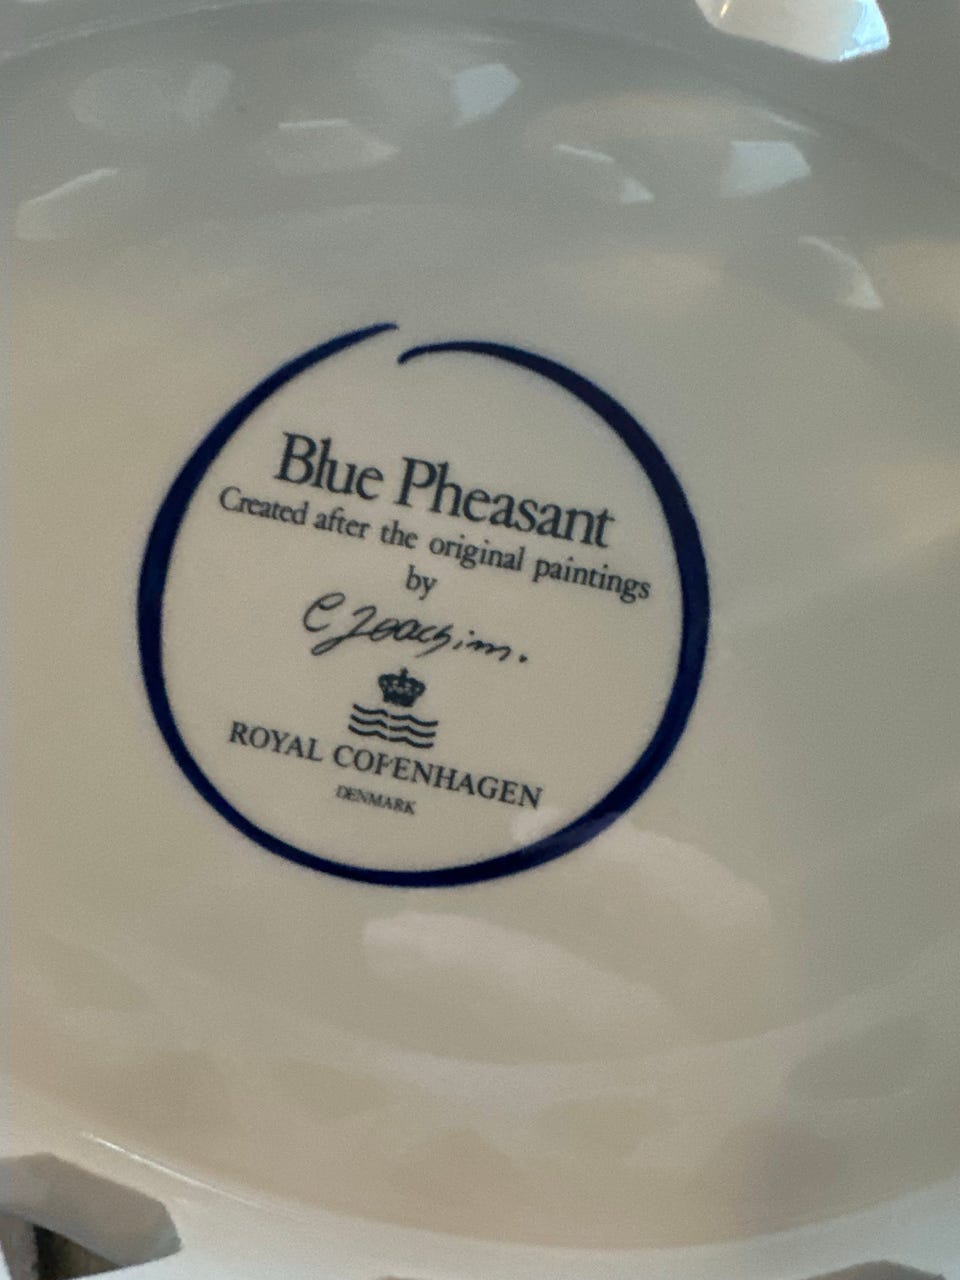 Blue Pheasant
Created after the original paintings
by
C Joachim.
ROYAL COPENHAGEN
DENMARK